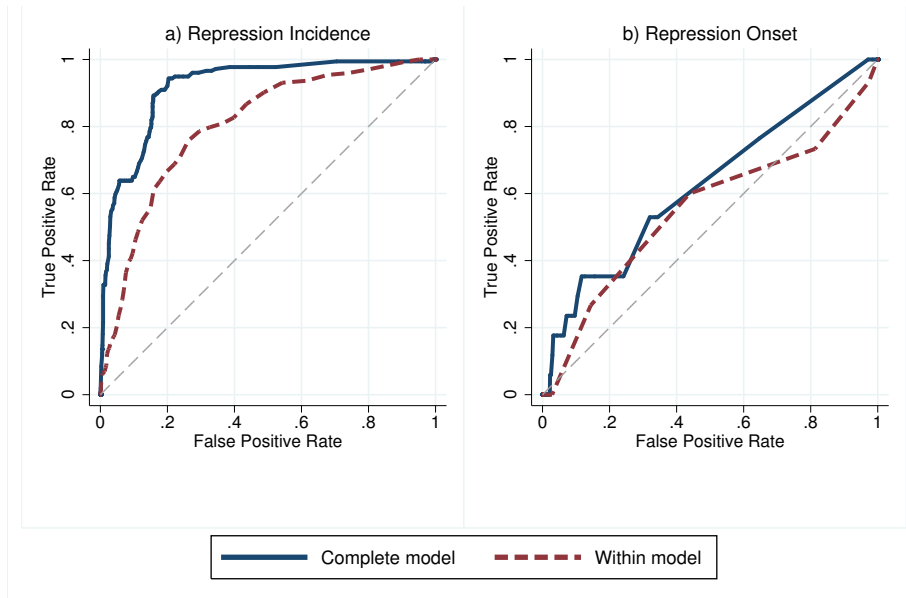 a) Repression Incidence
True Positive Rate
1
.8
.6
.4
.2
0
0 .2 .4 .6 .8 1
False Positive Rate
b) Repression Onset
True Positive Rate
1
.8
.6
.4
.2
0
0 .2 .4 .6 .8 1
False Positive Rate
Complete model Within model